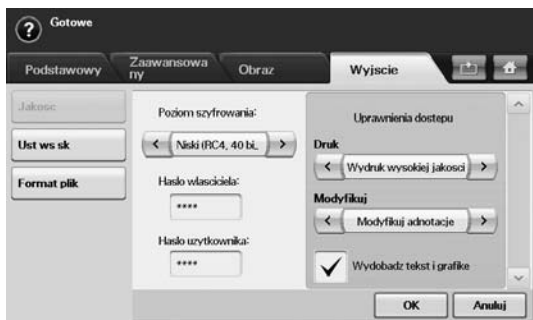 Gotowe
Podstawowy
Zaawansowa
ny
Obraz
Wyjscie
Jakosc
Ust ws sk
Format plik
Poziom szyfrowania:
Niski (RC4, 40 bi...
Haslo wlasciciela:
****
Haslo uzytkownika:
****
Uprawnienia dostepu
Druk
Wydruk wysokiej jakosci
Modyfikuj
Modyfikuj adnotacje
Wydobadz tekst i grafike
OK
Anuluj